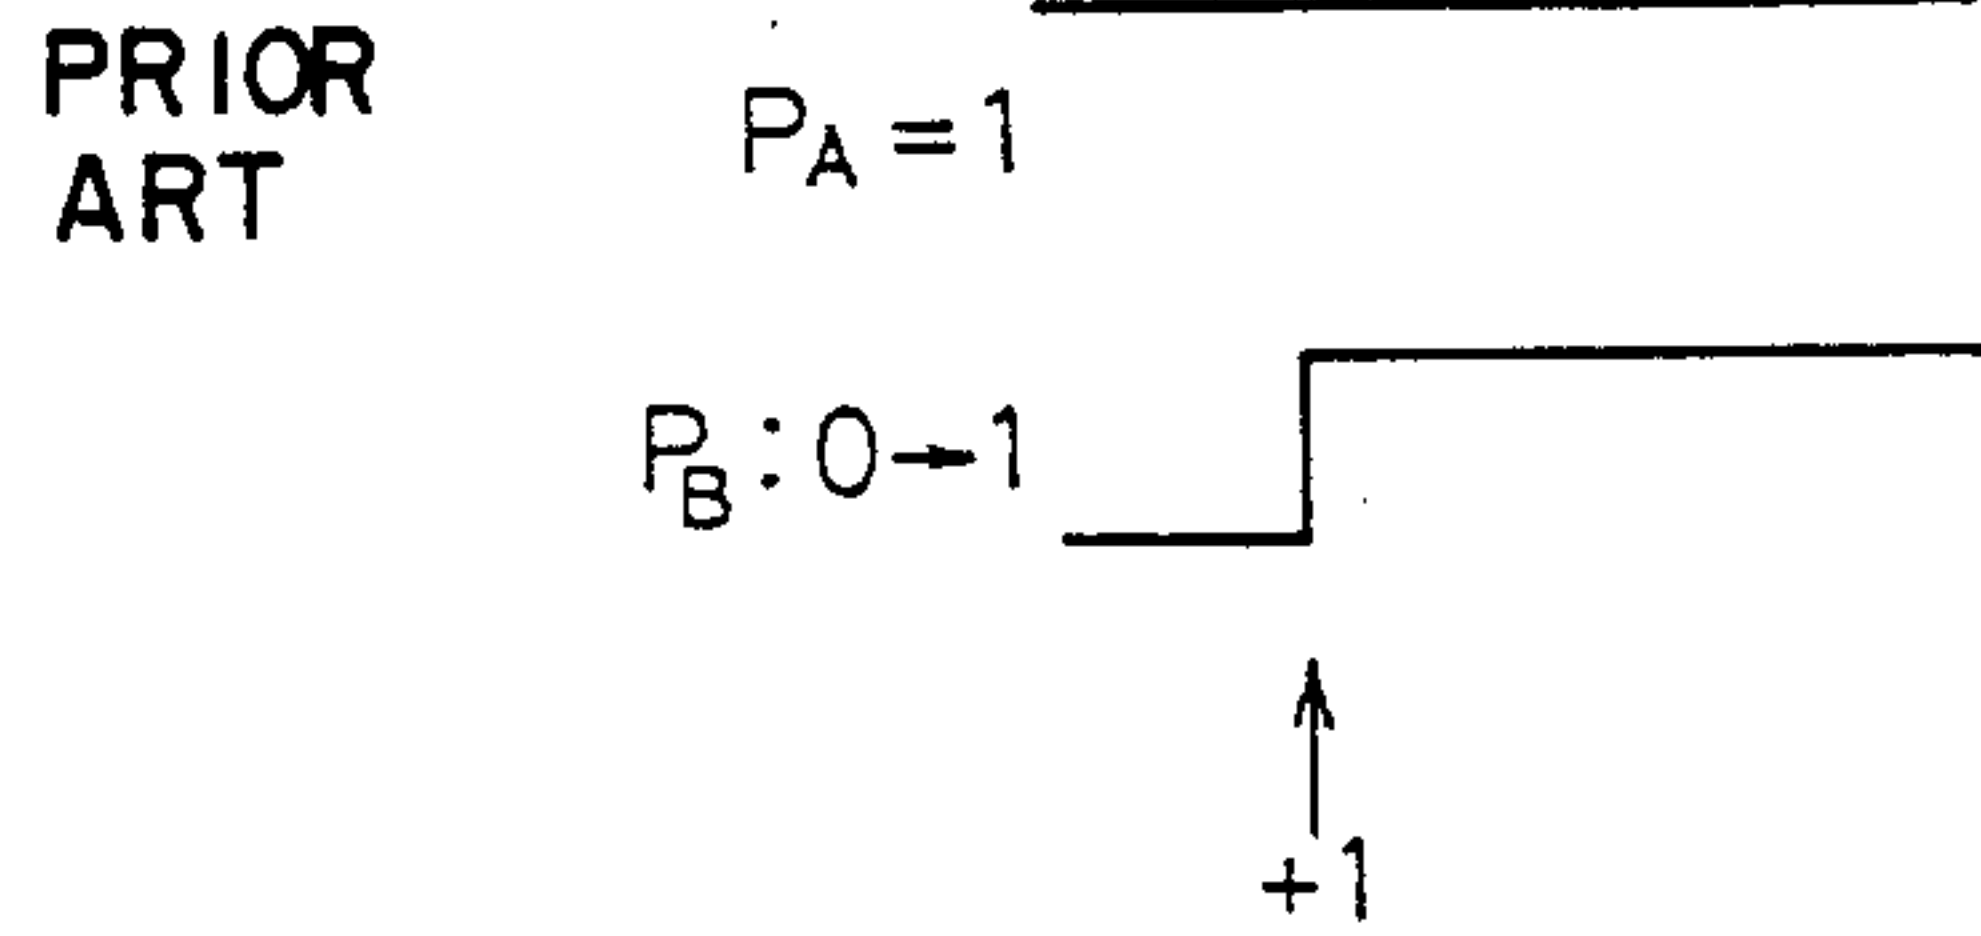 PRIOR
ART
P_A = 1
P_B : 0→1
+1